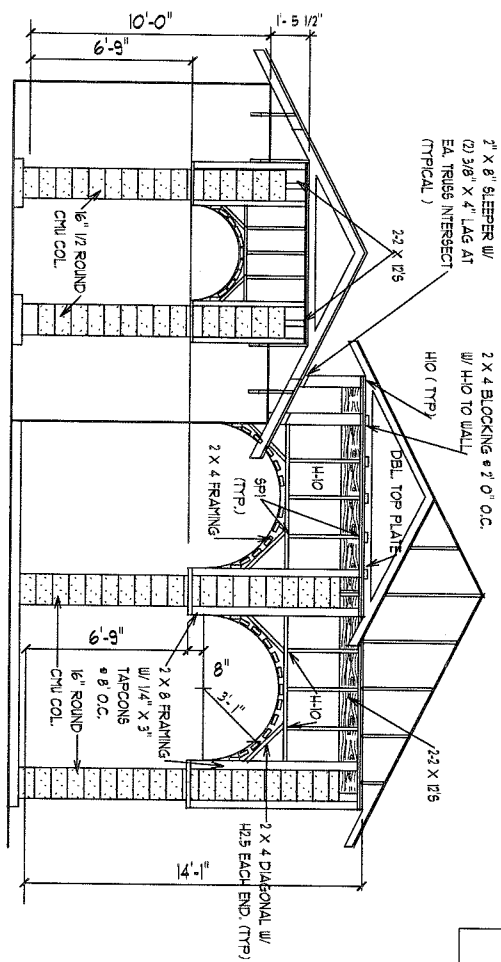 10'-0"
6'-9"
1'- 5 1/2"
2" X 8" SLEEPER W/
(2) 3/8" X 4" LAG AT
EA. TRUSS INTERSECT
(TYPICAL )
2-2 X 12'S
16" 1/2 ROUND
CMU COL.
2 X 4 BLOCKING @ 2' 0" O.C.
W/ H-10 TO WALL
H10 ( TYP)
DBL. TOP PLATE
H-10
SP1
(TYP.)
2 X 4 FRAMING
6'-9"
8"
3'-1"
H-10
2-2 X 12'S
16" ROUND
CMU COL.
2 X 8 FRAMING
W/ 1/4" X 3"
TAPCONS
@ 8' O.C.
2 X 4 DIAGONAL W/
H2.5 EACH END. (TYP)
14'-1"